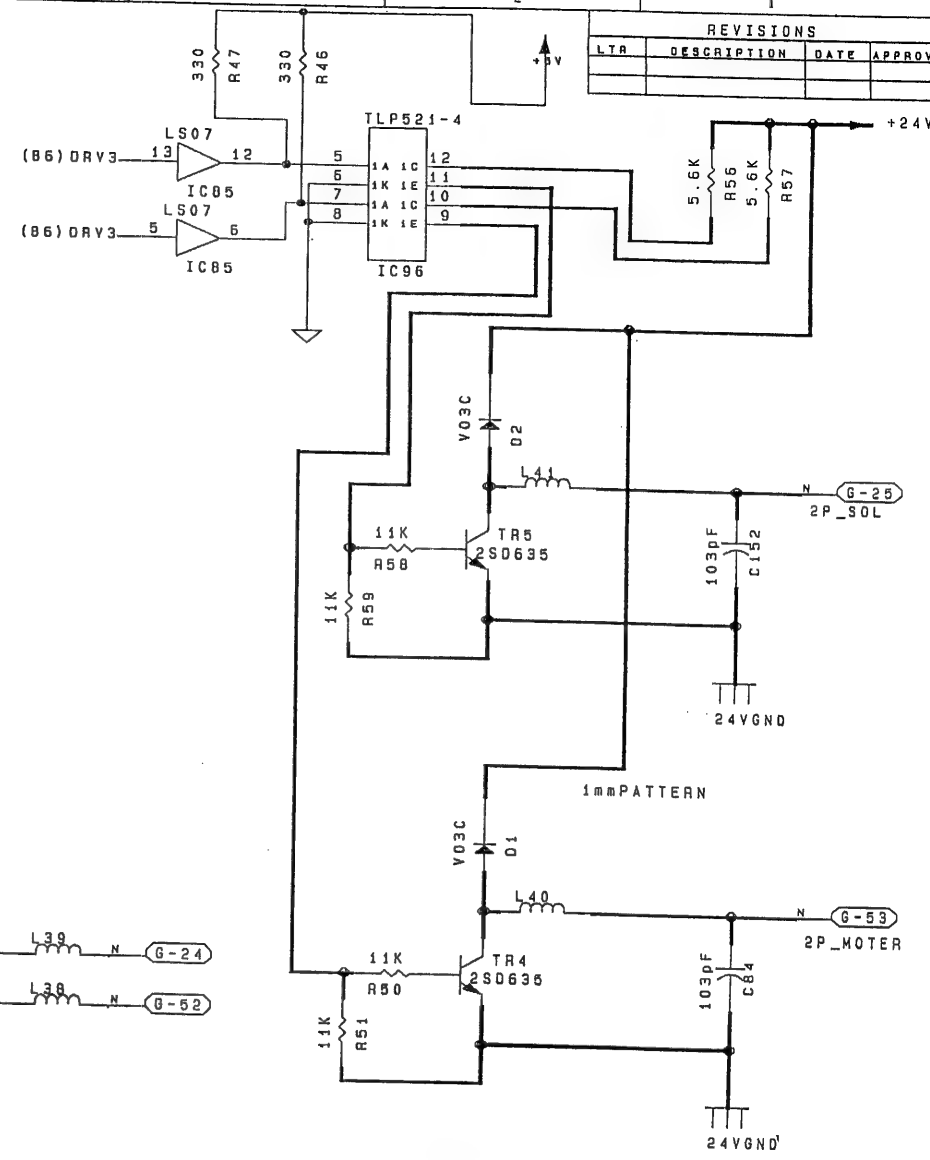 REVISIONS
LTR DESCRIPTION DATE APPROV
330 R47
330 R46
+5V
TLP521-4
+24V
(B6) DRV3 13 LS07 12
IC85
(B6) DRV3 5 LS07 6
IC85
5 1A 1C 12
6 1K 1E 11
7 1A 1C 10
8 1K 1E 9
IC96
5.6K R56
5.6K R57
V03C D2
L41
N G-25
2P_SOL
11K
R58
TR5
2SD635
103pF C152
11K R59
24VGND
1mmPATTERN
V03C D1
L40
N G-53
2P_MOTER
L39 N G-24
L38 N G-52
11K
R50
TR4
2SD635
103pF C84
11K R51
24VGND